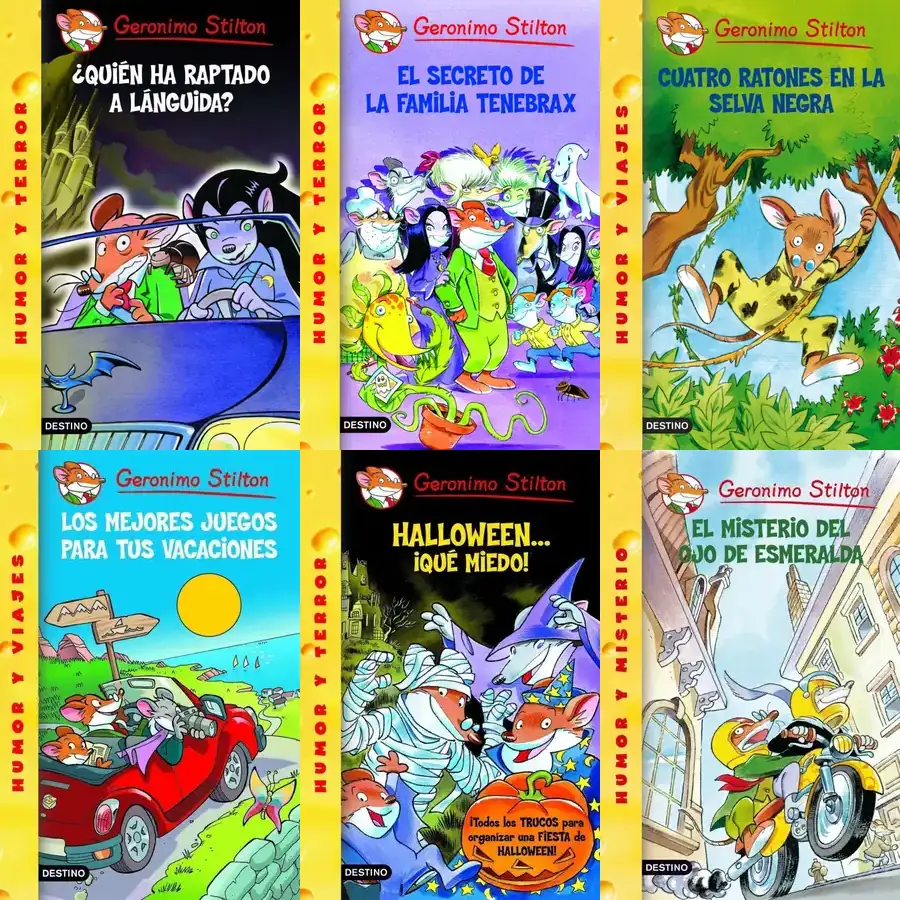 HUMOR Y TERROR
Geronimo Stilton
¿QUIÉN HA RAPTADO
A LÁNGUIDA?
DESTINO
HUMOR Y TERROR
Geronimo Stilton
EL SECRETO DE
LA FAMILIA TENEBRAX
DESTINO
HUMOR Y VIAJES
Geronimo Stilton
CUATRO RATONES EN LA
SELVA NEGRA
DESTINO
HUMOR Y VIAJES
Geronimo Stilton
LOS MEJORES JUEGOS
PARA TUS VACACIONES
DESTINO
HUMOR Y TERROR
Geronimo Stilton
HALLOWEEN...
¡QUÉ MIEDO!
¡Todos los TRUCOS para
organizar una FIESTA de
HALLOWEEN!
DESTINO
HUMOR Y MISTERIO
Geronimo Stilton
EL MISTERIO DEL
OJO DE ESMERALDA
DESTINO